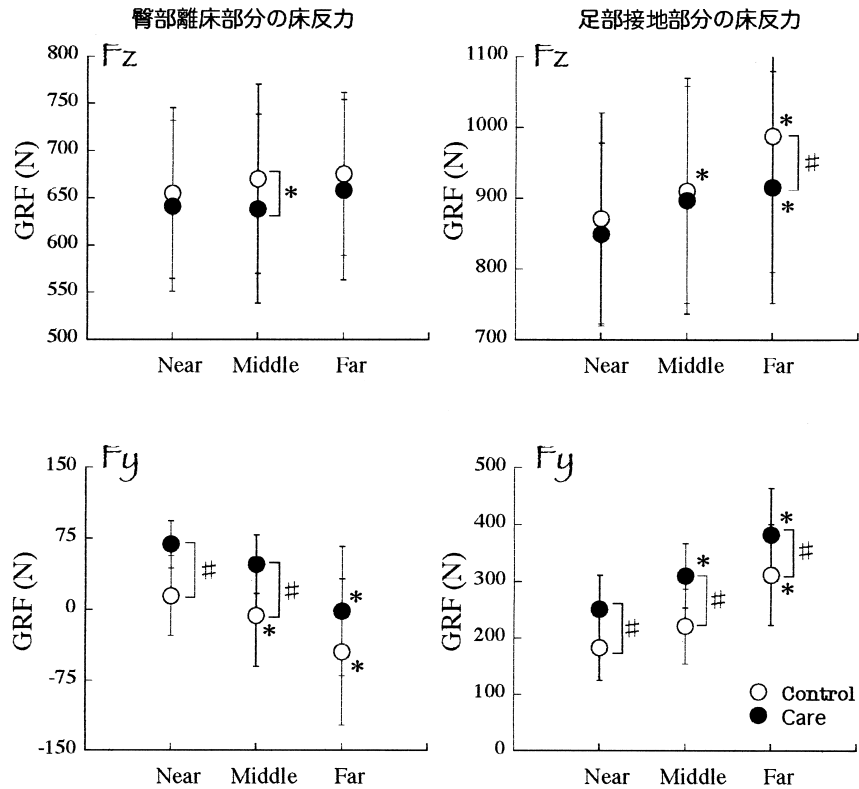 臀部離床部分の床反力
Fz
GRF (N)
800
750
700
650
600
550
500
*
Near Middle Far
足部接地部分の床反力
Fz
GRF (N)
1100
1000
900
800
700
*
*
*
#
Near Middle Far
Fy
GRF (N)
150
75
0
-75
-150
#
#
*
*
*
Near Middle Far
Fy
GRF (N)
500
400
300
200
100
0
#
*
#
*
#
*
Control
Care
Near Middle Far